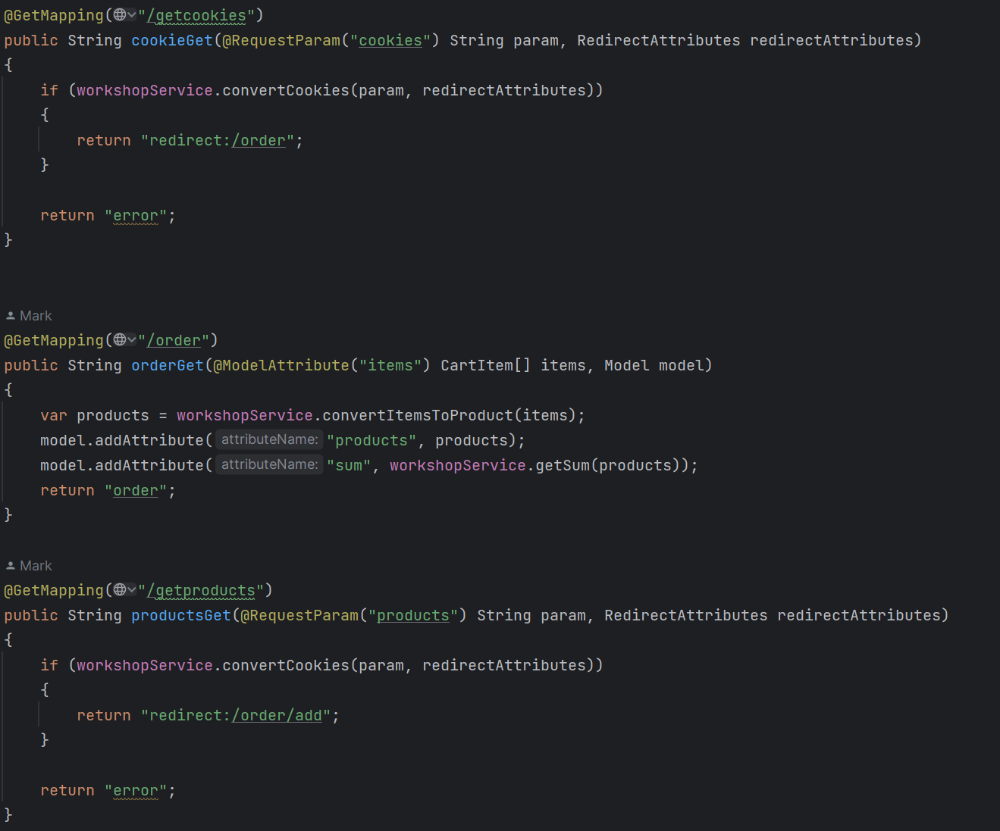 @GetMapping("/getcookies")
public String cookieGet(@RequestParam("cookies") String param, RedirectAttributes redirectAttributes)
{
    if (workshopService.convertCookies(param, redirectAttributes))
    {
        return "redirect:/order";
    }
    return "error";
}
Mark
@GetMapping("/order")
public String orderGet(@ModelAttribute("items") CartItem[] items, Model model)
{
    var products = workshopService.convertItemsToProduct(items);
    model.addAttribute( attributeName: "products", products);
    model.addAttribute( attributeName: "sum", workshopService.getSum(products));
    return "order";
}
Mark
@GetMapping("/getproducts")
public String productsGet(@RequestParam("products") String param, RedirectAttributes redirectAttributes)
{
    if (workshopService.convertCookies(param, redirectAttributes))
    {
        return "redirect:/order/add";
    }
    return "error";
}